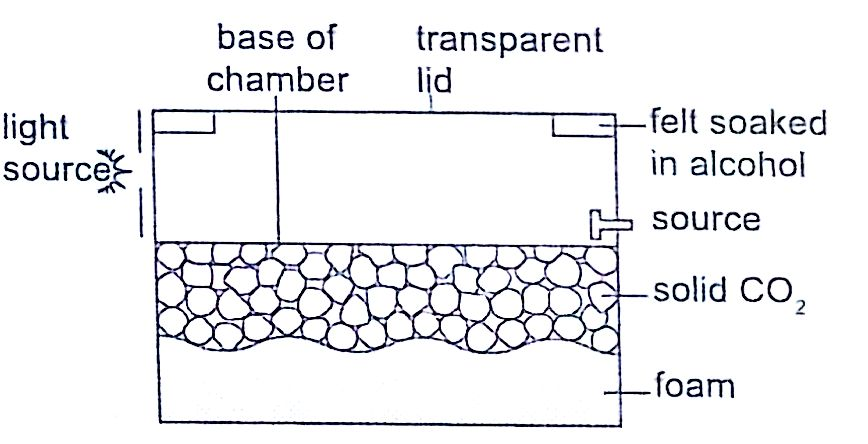 base of
chamber
transparent
lid
light
source
felt soaked
in alcohol
source
solid CO₂
foam